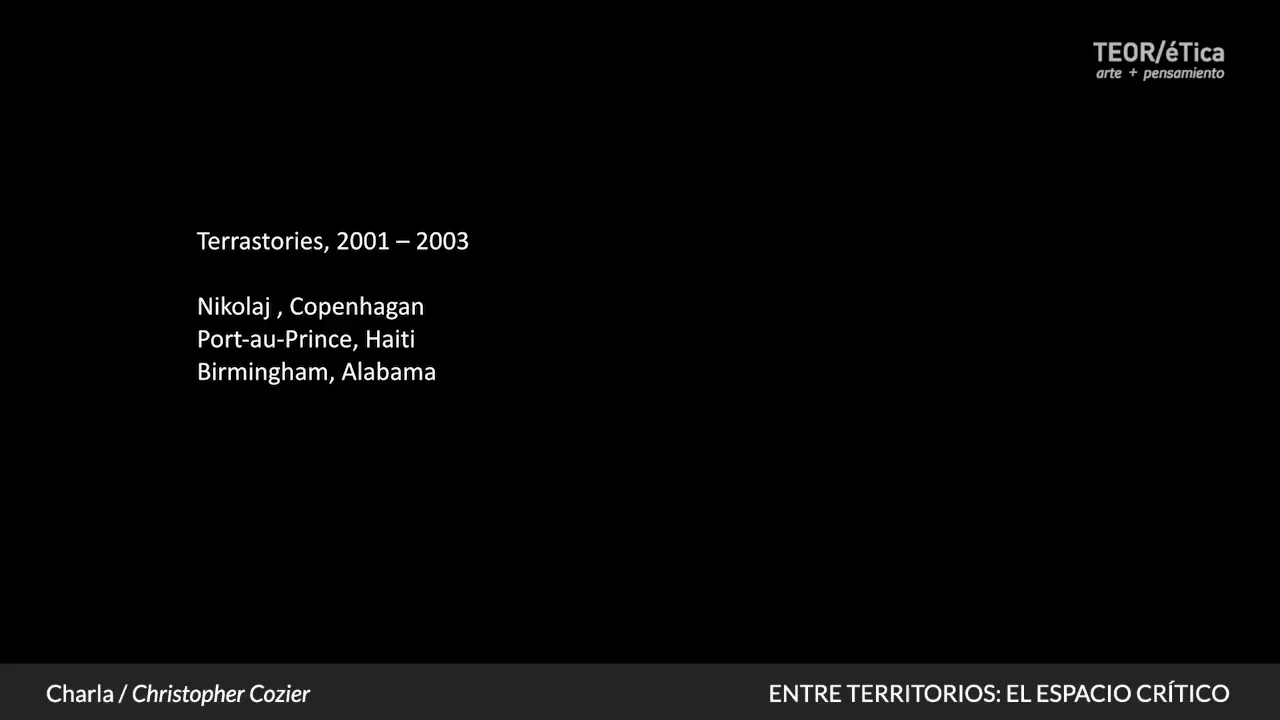 TEOR/éTica
arte + pensamiento
Terrastories, 2001 – 2003
Nikolaj , Copenhagan
Port-au-Prince, Haiti
Birmingham, Alabama
Charla / Christopher Cozier
ENTRE TERRITORIOS: EL ESPACIO CRÍTICO